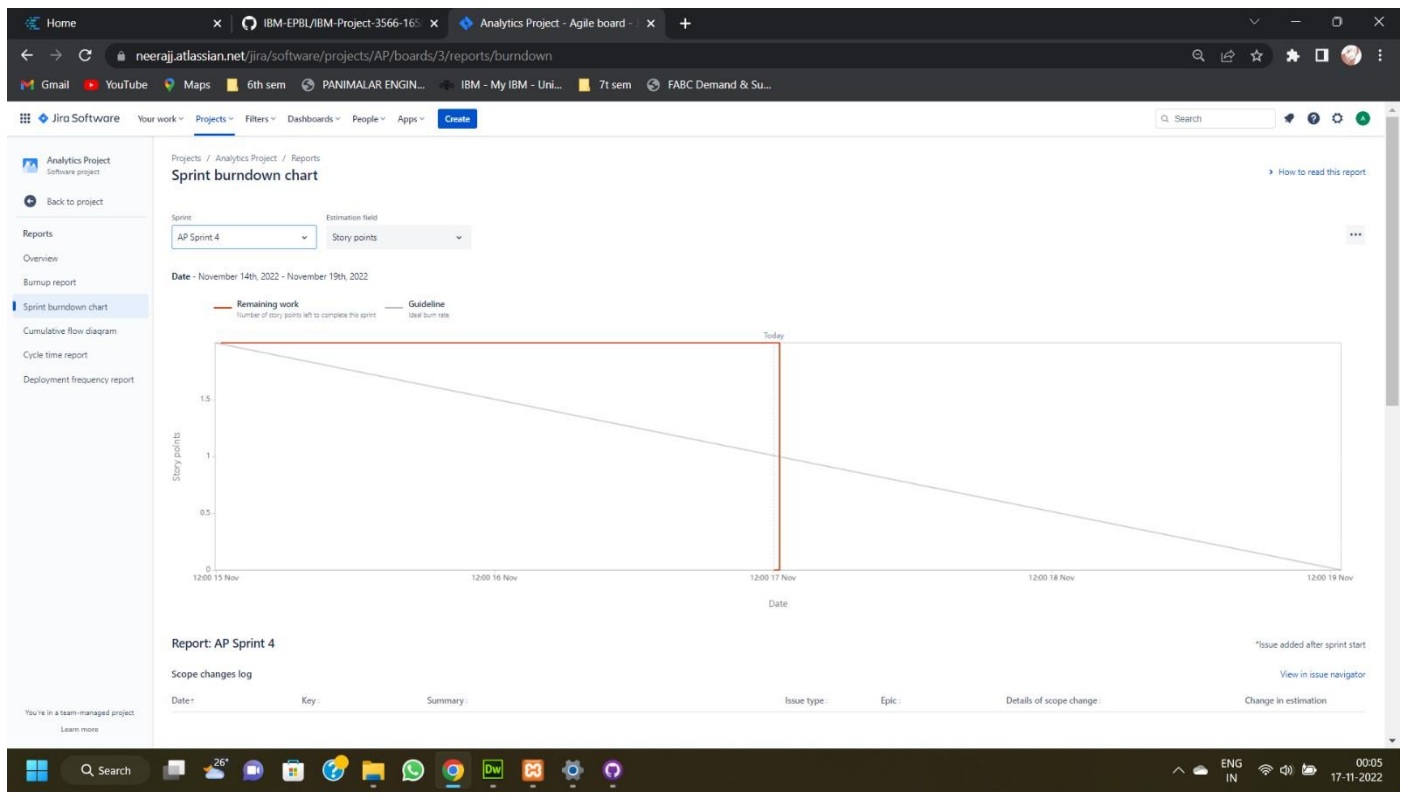 Home
IBM-EPBL/IBM-Project-3566-165
Analytics Project - Agile board - J
neerajj.atlassian.net/jira/software/projects/AP/boards/3/reports/burndown
Gmail YouTube Maps 6th sem PANIMALAR ENGIN... IBM - My IBM - Uni... 7t sem FABC Demand & Su...
Jira Software Your work Projects Filters Dashboards People Apps Create Search A
Analytics Project
Software project
Back to project
Reports
Overview
Burnup report
Sprint burndown chart
Cumulative flow diagram
Cycle time report
Deployment frequency report
You're in a team-managed project
Learn more
Projects / Analytics Project / Reports
Sprint burndown chart
How to read this report
Sprint Estimation field
AP Sprint 4 Story points
Date - November 14th, 2022 - November 19th, 2022
Remaining work Guideline
Number of story points left to complete this sprint Ideal burn rate
Today
1.5
1
0.5
0
Story points
12:00 15 Nov 12:00 16 Nov 12:00 17 Nov 12:00 18 Nov 12:00 19 Nov
Date
Report: AP Sprint 4 *Issue added after sprint start
Scope changes log View in issue navigator
Date Key Summary Issue type Epic Details of scope change Change in estimation
Search 26° Dw ENG 00:05
IN 17-11-2022